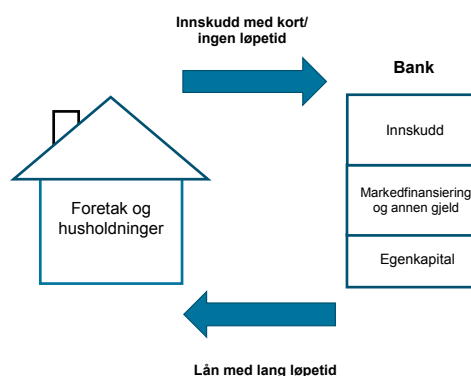 Innskudd med kort/
ingen løpetid
Bank
Innskudd
Foretak og
husholdninger
Markedfinansiering
og annen gjeld
Egenkapital
Lån med lang løpetid